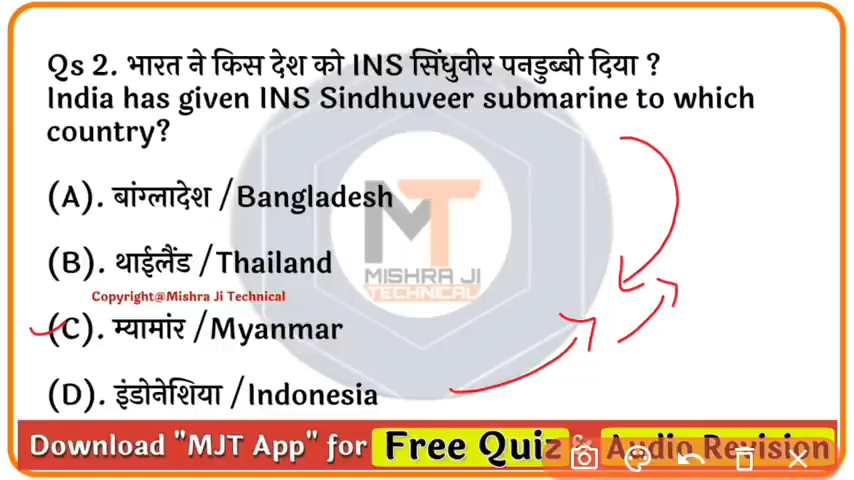 Qs 2. भारत ने किस देश को INS सिंधुवीर पनडुब्बी दिया ?
India has given INS Sindhuveer submarine to which
country?
(A). बांग्लादेश /Bangladesh
(B). थाईलैंड /Thailand
MISHRA JI
TECHNICAL
Copyright@Mishra Ji Technical
(C). म्यामांर /Myanmar
(D). इंडोनेशिया /Indonesia
Download "MJT App" for Free Quiz & Audio Revision